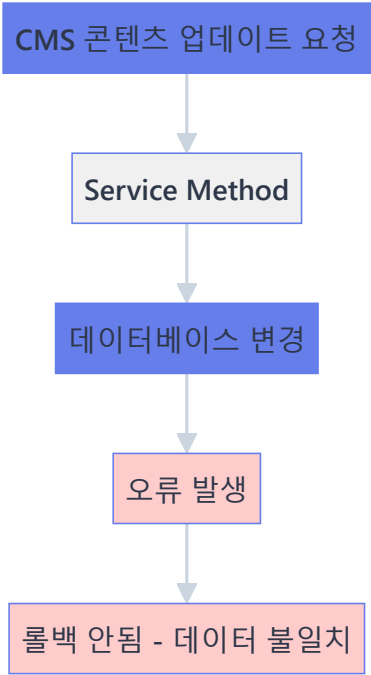 CMS 콘텐츠 업데이트 요청
Service Method
데이터베이스 변경
오류 발생
롤백 안됨 - 데이터 불일치